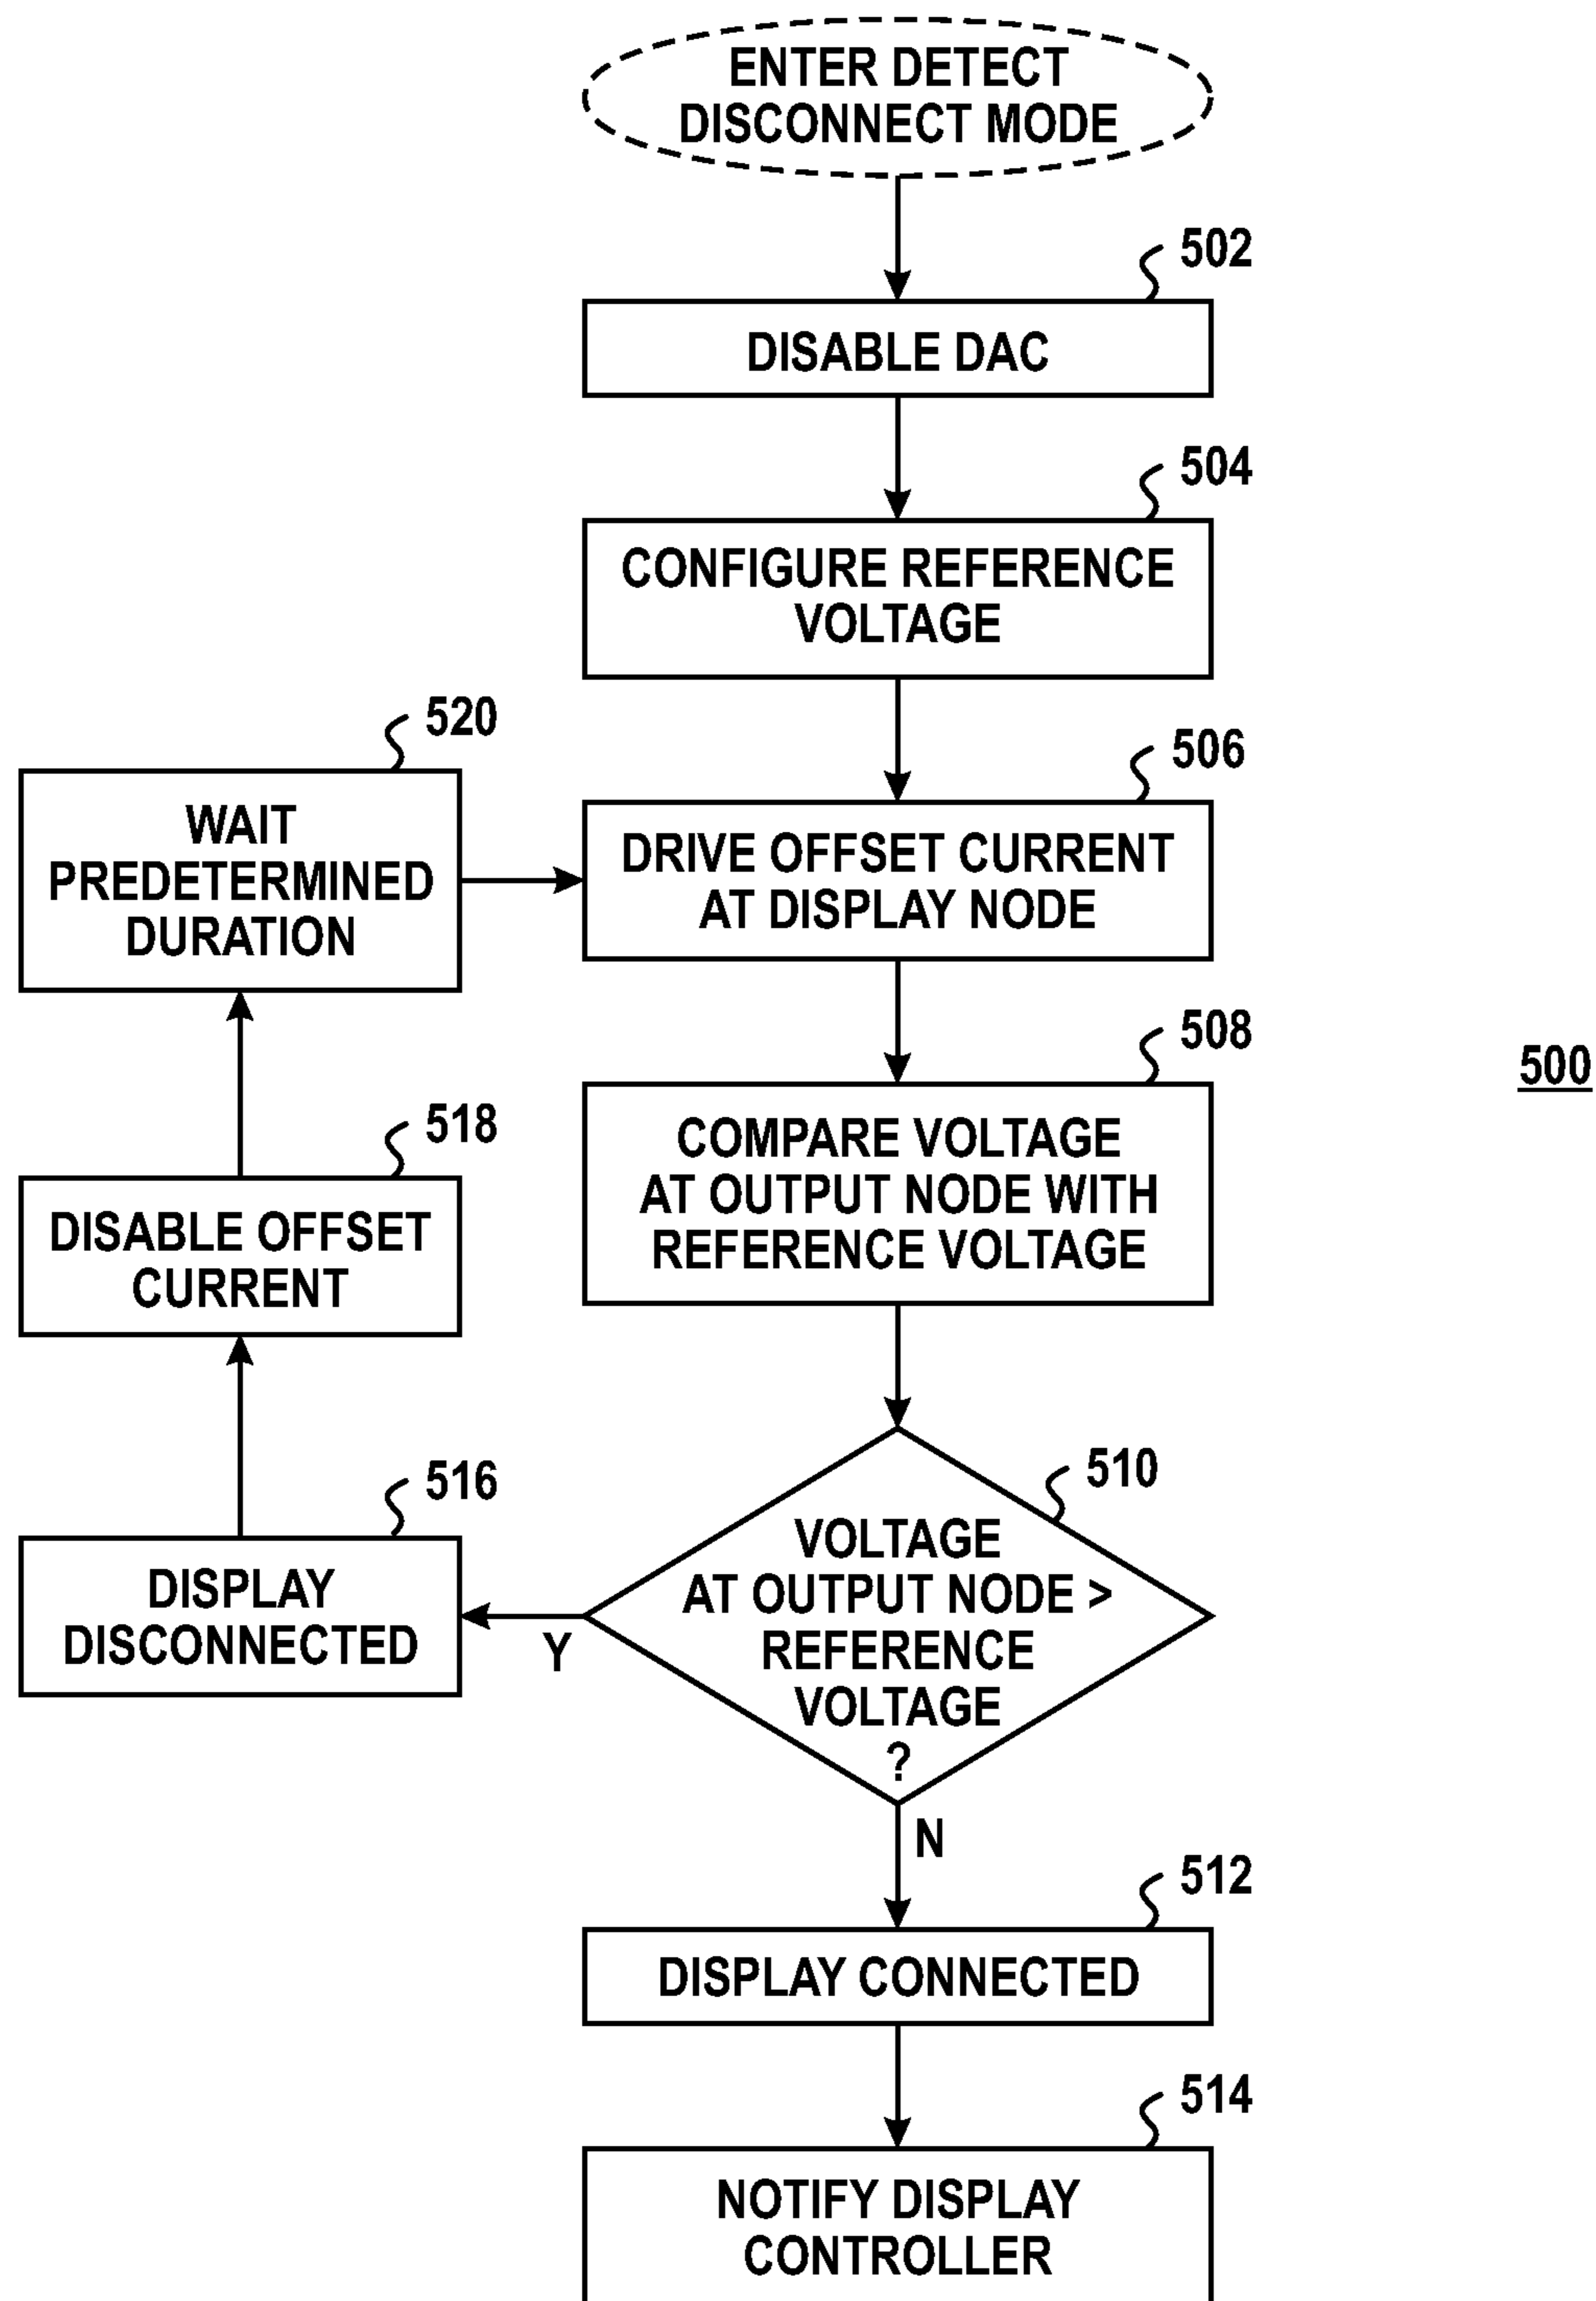 ENTER DETECT
DISCONNECT MODE
502
DISABLE DAC
504
CONFIGURE REFERENCE
VOLTAGE
520
WAIT
PREDETERMINED
DURATION
506
DRIVE OFFSET CURRENT
AT DISPLAY NODE
508
COMPARE VOLTAGE
AT OUTPUT NODE WITH
REFERENCE VOLTAGE
500
518
DISABLE OFFSET
CURRENT
510
VOLTAGE
AT OUTPUT NODE >
REFERENCE
VOLTAGE
?
516
DISPLAY
DISCONNECTED
Y
N
512
DISPLAY CONNECTED
514
NOTIFY DISPLAY
CONTROLLER